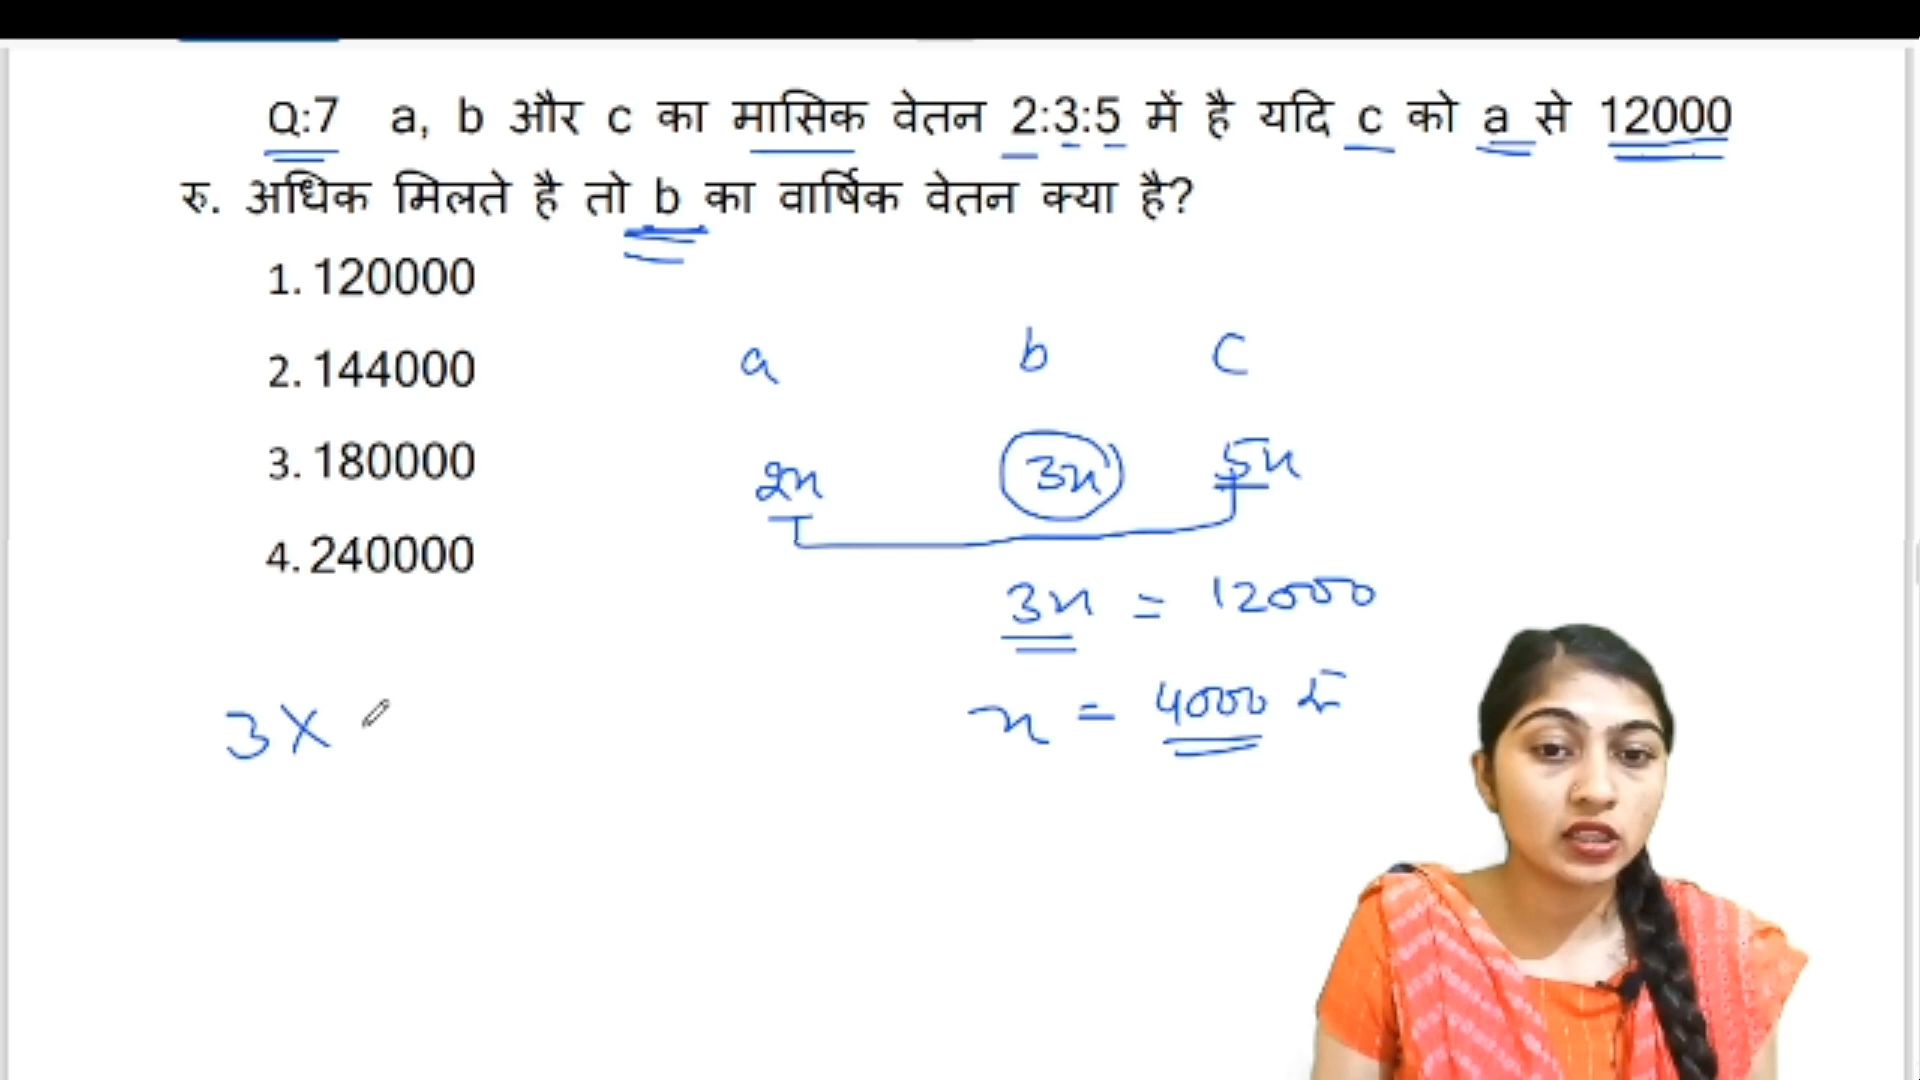 Q:7 a, b और c का मासिक वेतन 2:3:5 में है यदि c को a से 12000
रु. अधिक मिलते है तो b का वार्षिक वेतन क्या है?
1. 120000
2. 144000
3. 180000
4. 240000
a b c
2x 3x 5x
3x = 12000
x = 4000 रु
3 X